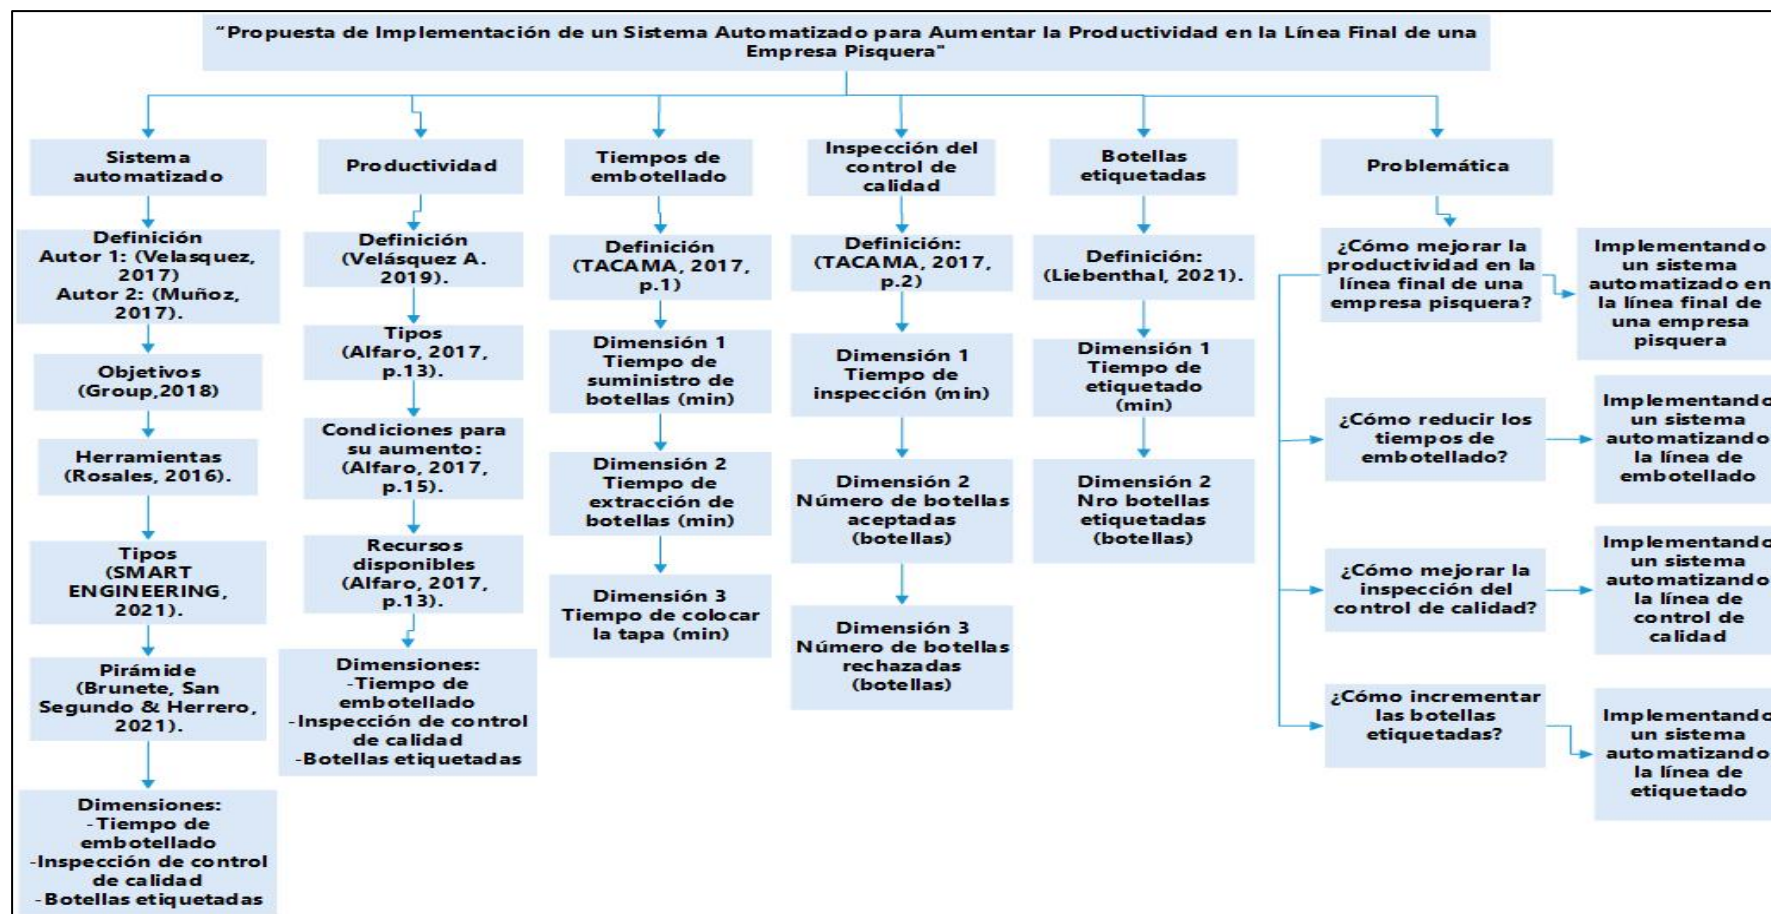 "Propuesta de Implementación de un Sistema Automatizado para Aumentar la Productividad en la Línea Final de una
Empresa Pisquera"
Sistema
automatizado
Definición
Autor 1: (Velasquez,
2017)
Autor 2: (Muñoz,
2017).
Objetivos
(Group,2018)
Herramientas
(Rosales, 2016).
Tipos
(SMART
ENGINEERING,
2021).
Pirámide
(Brunete, San
Segundo & Herrero,
2021).
Dimensiones:
-Tiempo de
embotellado
-Inspección de control
de calidad
-Botellas etiquetadas
Productividad
Definición
(Velásquez A.
2019).
Tipos
(Alfaro, 2017,
p.13).
Condiciones para
su aumento:
(Alfaro, 2017,
p.15).
Recursos
disponibles
(Alfaro, 2017,
p.13).
Dimensiones:
-Tiempo de
embotellado
-Inspección de control
de calidad
-Botellas etiquetadas
Tiempos de
embotellado
Definición
(TACAMA, 2017,
p.1)
Dimensión 1
Tiempo de
suministro de
botellas (min)
Dimensión 2
Tiempo de
extracción de
botellas (min)
Dimensión 3
Tiempo de colocar
la tapa (min)
Inspección del
control de
calidad
Definición:
(TACAMA, 2017,
p.2)
Dimensión 1
Tiempo de
inspección (min)
Dimensión 2
Número de botellas
aceptadas
(botellas)
Dimensión 3
Número de botellas
rechazadas
(botellas)
Botellas
etiquetadas
Definición:
(Liebenthal, 2021).
Dimensión 1
Tiempo de
etiquetado
(min)
Dimensión 2
Nro botellas
etiquetadas
(botellas)
Problemática
¿Cómo mejorar la
productividad en la
línea final de una
empresa pisquera?
Implementando
un sistema
automatizado en
la línea final de
una empresa
pisquera
¿Cómo reducir los
tiempos de
embotellado?
Implementando
un sistema
automatizando
la línea de
embotellado
¿Cómo mejorar la
inspección del
control de calidad?
Implementando
un sistema
automatizando
la línea de
control de
calidad
¿Cómo incrementar
las botellas
etiquetadas?
Implementando
un sistema
automatizando
la línea de
etiquetado